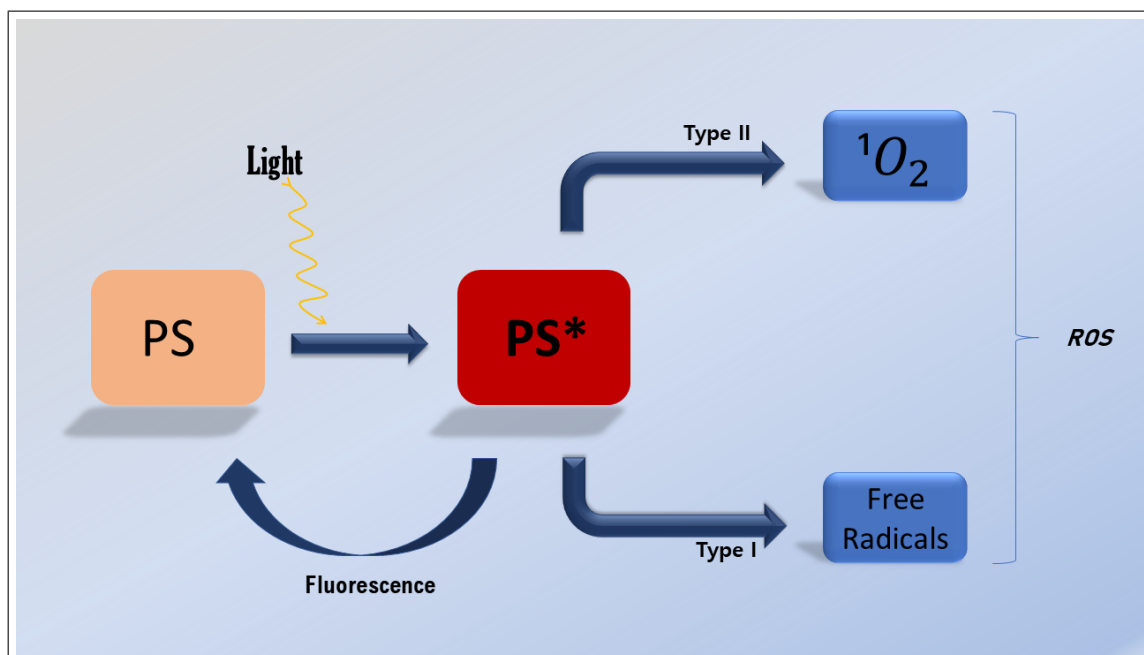 Type II
¹O₂
Light
PS
PS*
ROS
Free
Radicals
Type I
Fluorescence